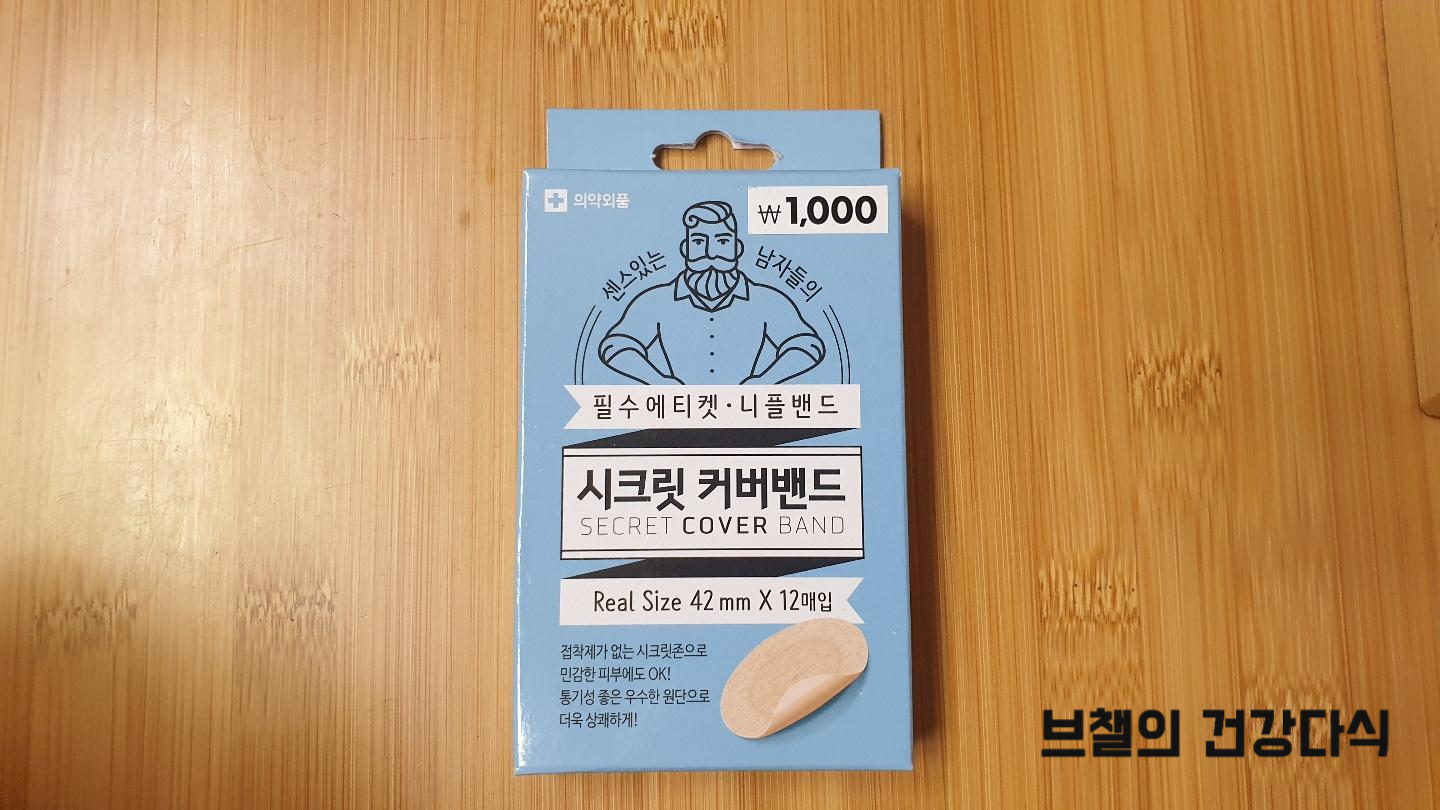 의약외품
₩1,000
센스있는 남자들의
필수에티켓·니플밴드
시크릿 커버밴드
SECRET COVER BAND
Real Size 42mm X 12매입
접착제가 없는 시크릿존으로
민감한 피부에도 OK!
통기성 좋은 우수한 원단으로
더욱 상쾌하게!
브챌의 건강다식